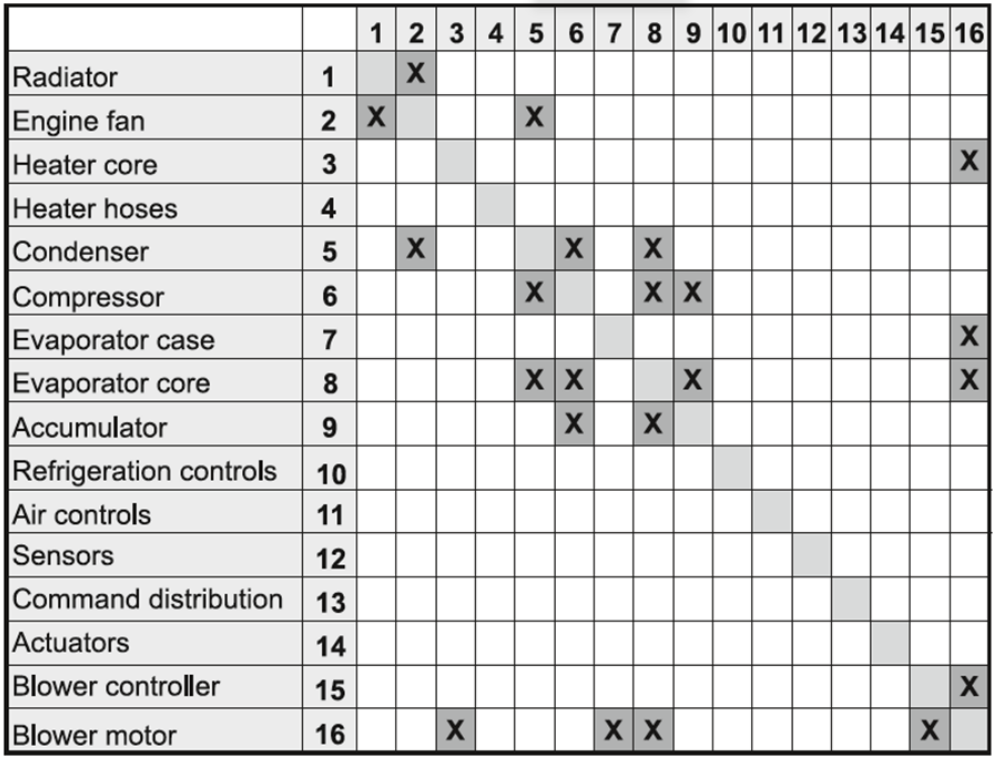 1 2 3 4 5 6 7 8 9 10 11 12 13 14 15 16
Radiator 1 X
Engine fan 2 X X
Heater core 3 X
Heater hoses 4
Condenser 5 X X X
Compressor 6 X X X
Evaporator case 7 X
Evaporator core 8 X X X X
Accumulator 9 X X
Refrigeration controls 10
Air controls 11
Sensors 12
Command distribution 13
Actuators 14
Blower controller 15 X
Blower motor 16 X X X X